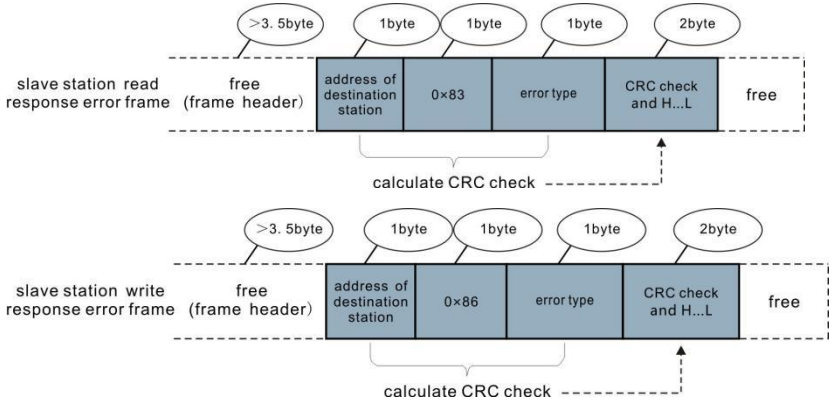 >3.5byte 1byte 1byte 1byte 2byte
slave station read
response error frame
free
(frame header)
address of
destination
station
0×83
error type
CRC check
and H...L
free
calculate CRC check
>3.5byte 1byte 1byte 1byte 2byte
slave station write
response error frame
free
(frame header)
address of
destination
station
0×86
error type
CRC check
and H...L
free
calculate CRC check